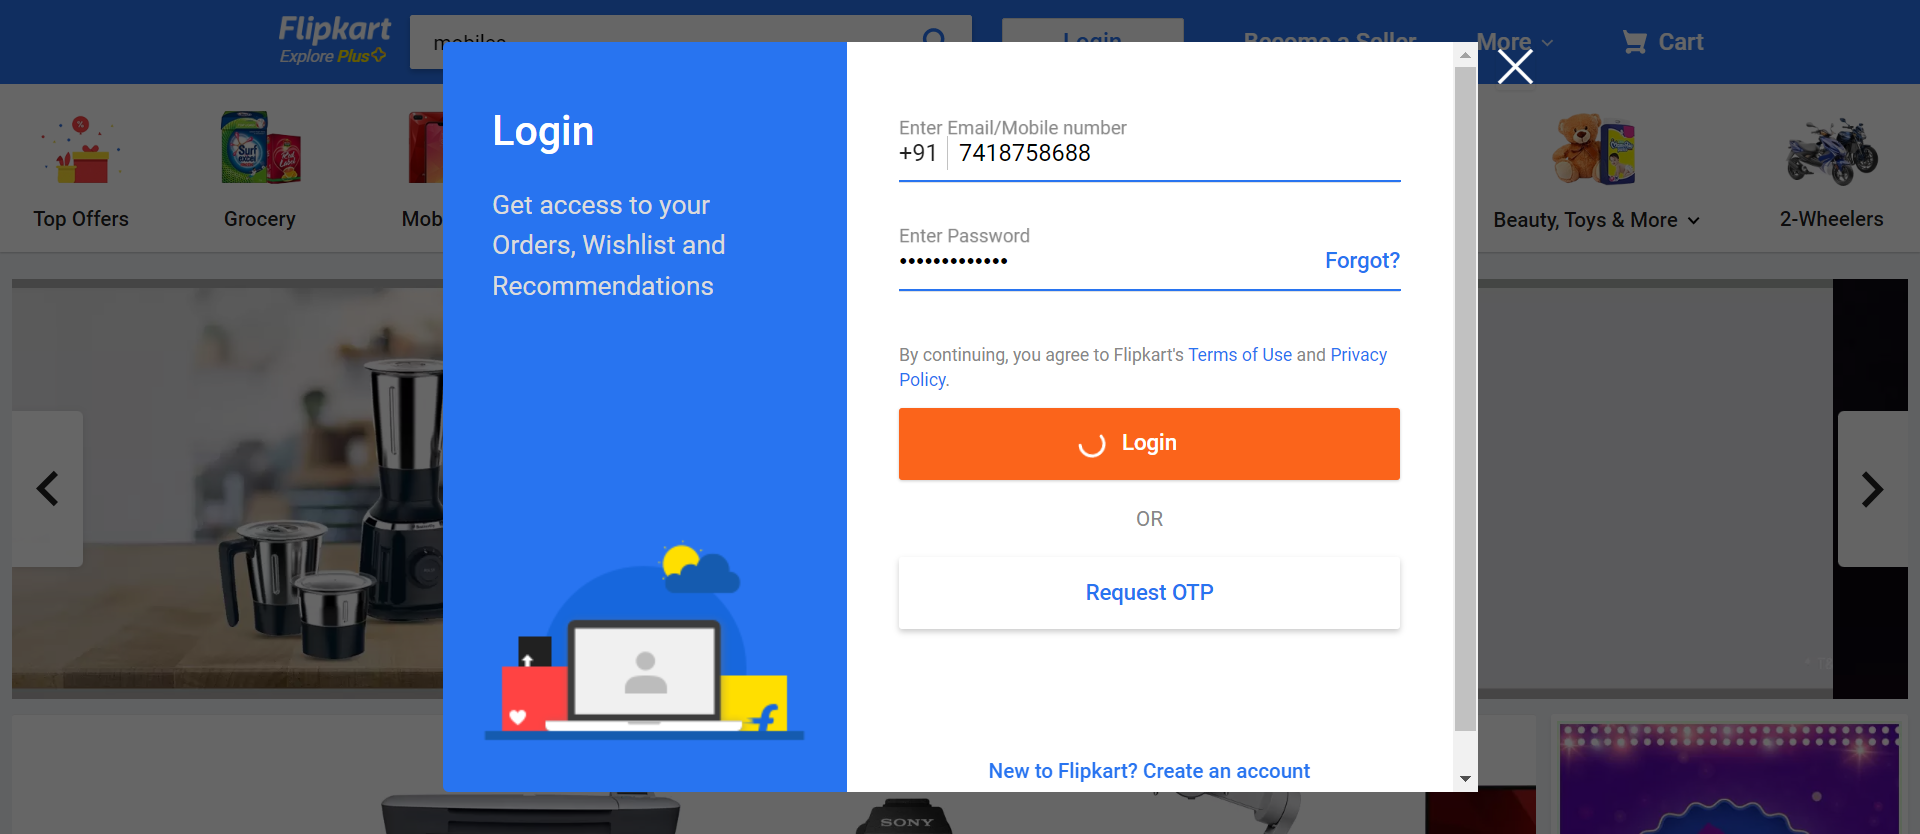 Flipkart
Explore Plus
mobiles
Login
Become a Seller
More
Cart
Top Offers
Grocery
Mob
Beauty, Toys & More
2-Wheelers
Login
Get access to your
Orders, Wishlist and
Recommendations
Enter Email/Mobile number
+91 7418758688
Enter Password
•••••••••••••
Forgot?
By continuing, you agree to Flipkart's Terms of Use and Privacy
Policy.
Login
OR
Request OTP
New to Flipkart? Create an account
Surf
excel
SONY